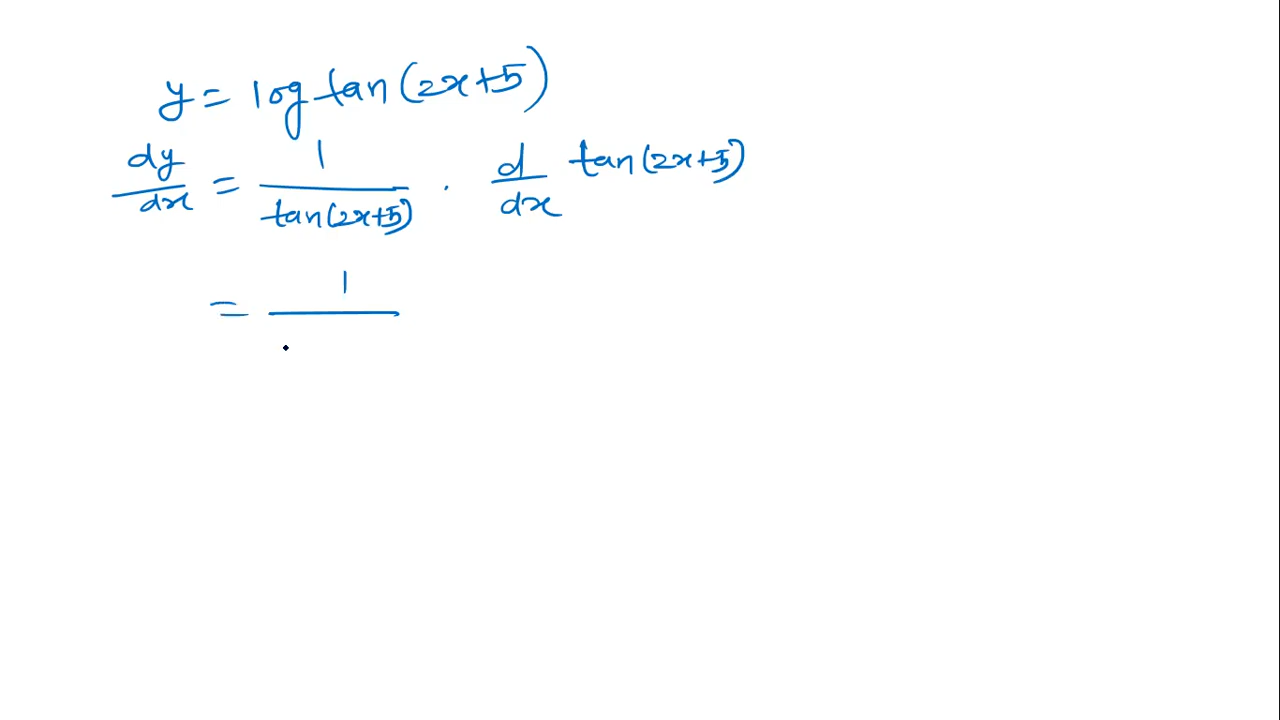 y = log tan(2x+5)
dy/dx = 1/tan(2x+5) · d/dx tan(2x+5)
= 1/